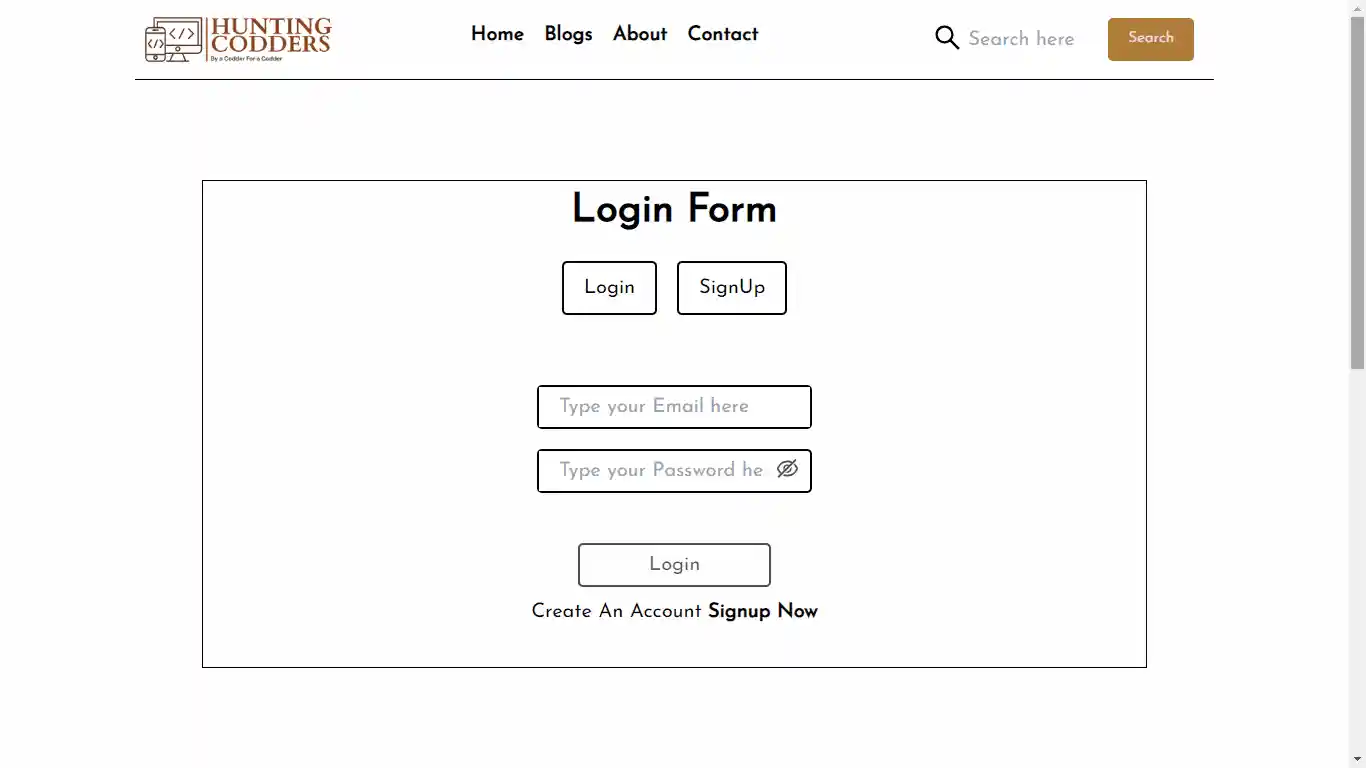 HUNTING
CODDERS
By a Codder For a Codder
Home Blogs About Contact
Search here
Search
Login Form
Login SignUp
Type your Email here
Type your Password he
Login
Create An Account Signup Now